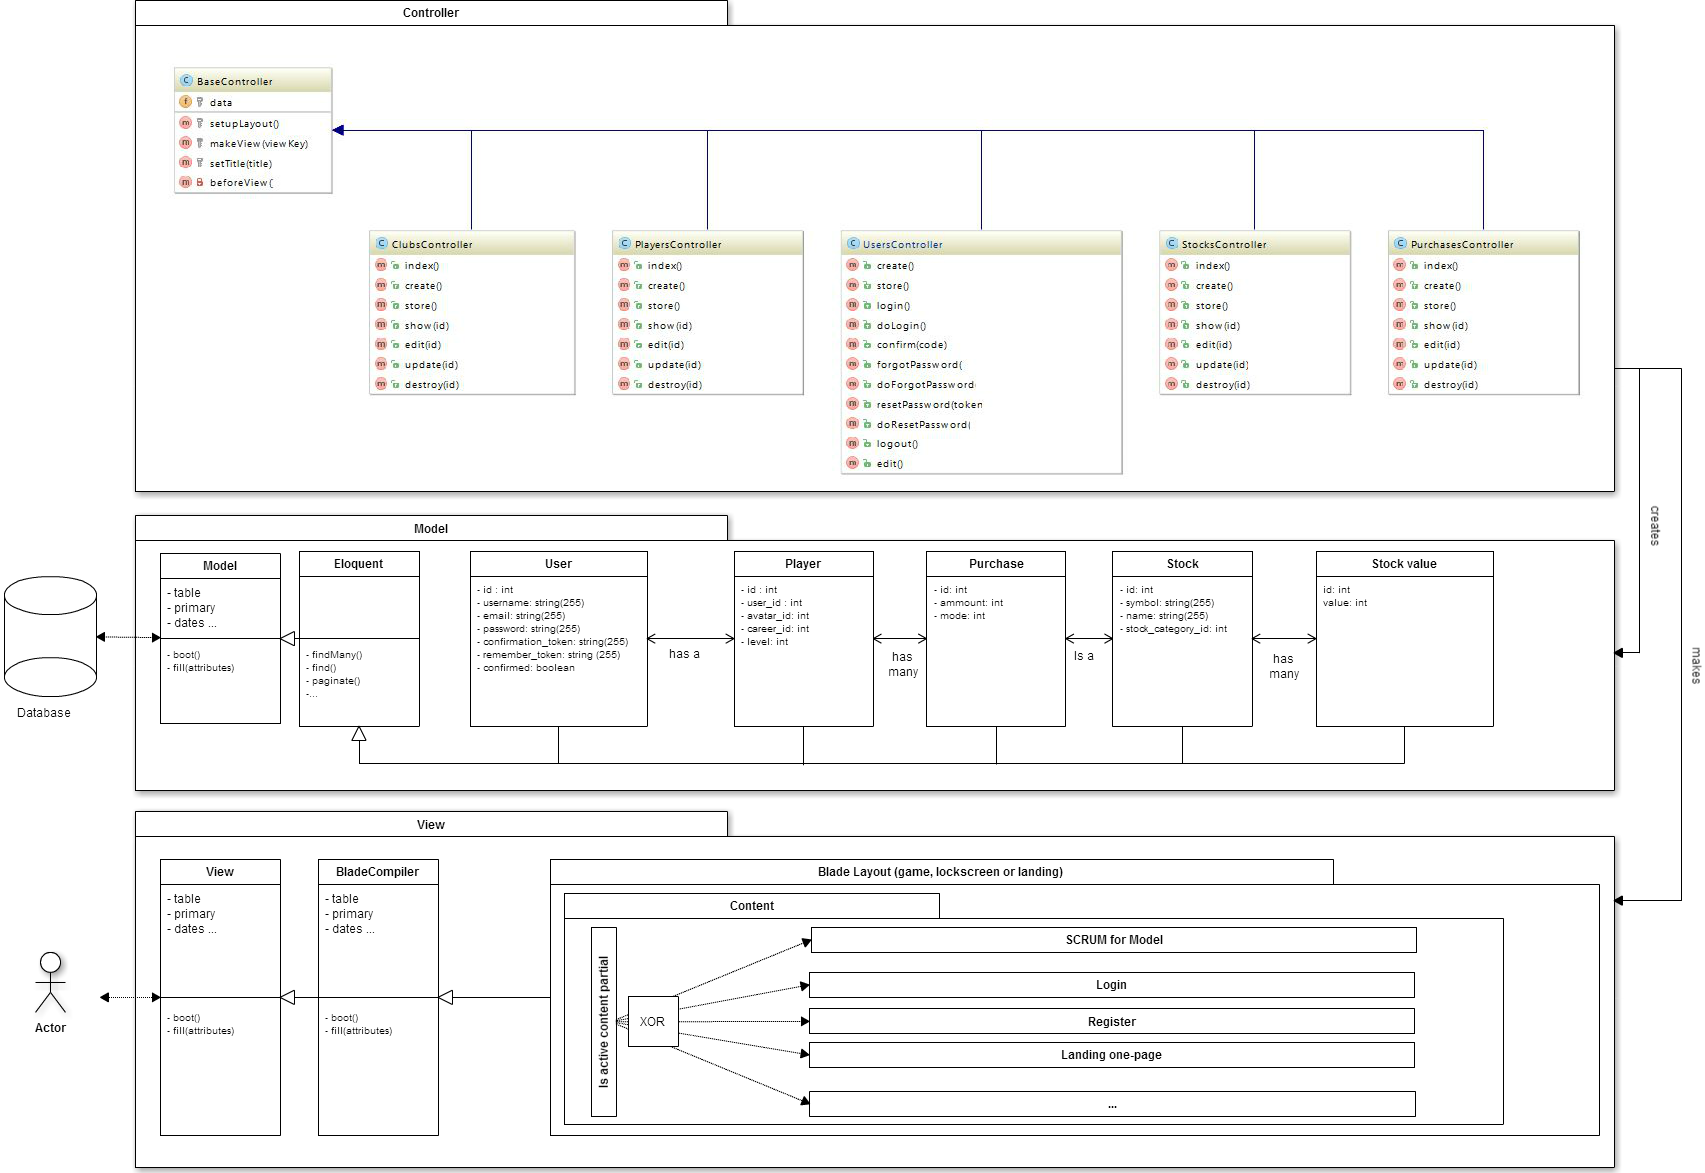 Controller
BaseController
data
setupLayout()
makeView(viewKey)
setTitle(title)
beforeView(
ClubsController
index()
create()
store()
show(id)
edit(id)
update(id)
destroy(id)
PlayersController
index()
create()
store()
show(id)
edit(id)
update(id)
destroy(id)
UsersController
create()
store()
login()
doLogin()
confirm(code)
forgotPassword(
doForgotPassword
resetPassword(token
doResetPassword(
logout()
edit()
StocksController
index()
create()
store()
show(id)
edit(id)
update(id)
destroy(id)
PurchasesController
index()
create()
store()
show(id)
edit(id)
update(id)
destroy(id)
creates
makes
Model
Database
Model
- table
- primary
- dates ...
- boot()
- fill(attributes)
Eloquent
- findMany()
- find()
- paginate()
-...
User
- id : int
- username: string(255)
- email: string(255)
- password: string(255)
- confirmation_token: string(255)
- remember_token: string (255)
- confirmed: boolean
has a
Player
- id : int
- user_id : int
- avatar_id: int
- career_id: int
- level: int
has
many
Purchase
- id: int
- ammount: int
- mode: int
Is a
Stock
- id: int
- symbol: string(255)
- name: string(255)
- stock_category_id: int
has
many
Stock value
id: int
value: int
View
Actor
View
- table
- primary
- dates ...
- boot()
- fill(attributes)
BladeCompiler
- table
- primary
- dates ...
- boot()
- fill(attributes)
Blade Layout (game, lockscreen or landing)
Content
Is active content partial
XOR
SCRUM for Model
Login
Register
Landing one-page
...